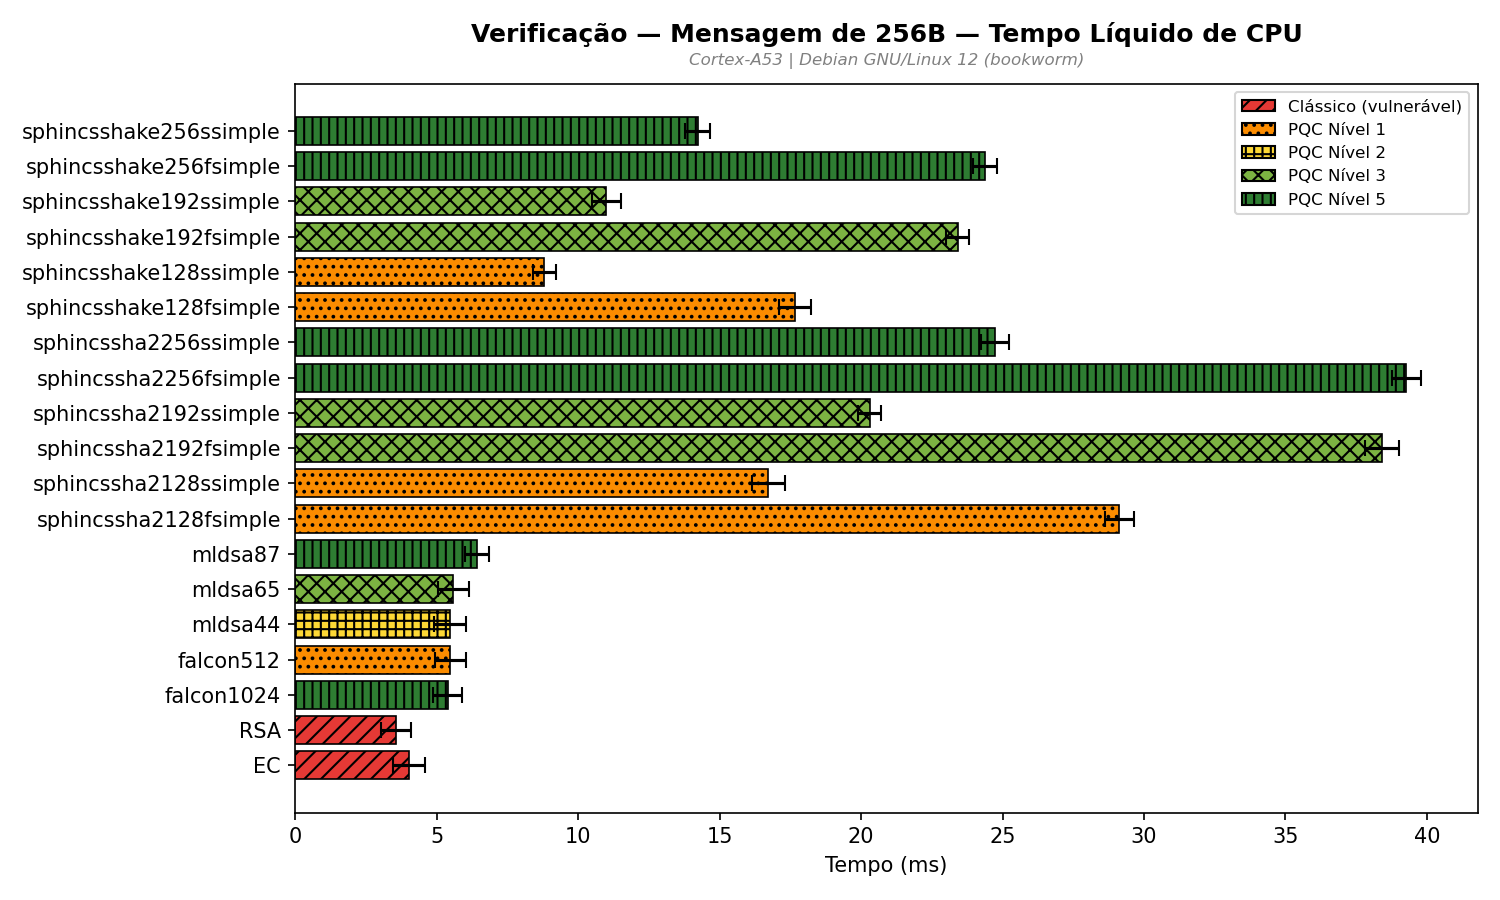 Verificação — Mensagem de 256B — Tempo Líquido de CPU
Cortex-A53 | Debian GNU/Linux 12 (bookworm)
Clássico (vulnerável)
PQC Nível 1
PQC Nível 2
PQC Nível 3
PQC Nível 5
sphincsshake256ssimple
sphincsshake256fsimple
sphincsshake192ssimple
sphincsshake192fsimple
sphincsshake128ssimple
sphincsshake128fsimple
sphincssha2256ssimple
sphincssha2256fsimple
sphincssha2192ssimple
sphincssha2192fsimple
sphincssha2128ssimple
sphincssha2128fsimple
mldsa87
mldsa65
mldsa44
falcon512
falcon1024
RSA
EC
0 5 10 15 20 25 30 35 40
Tempo (ms)